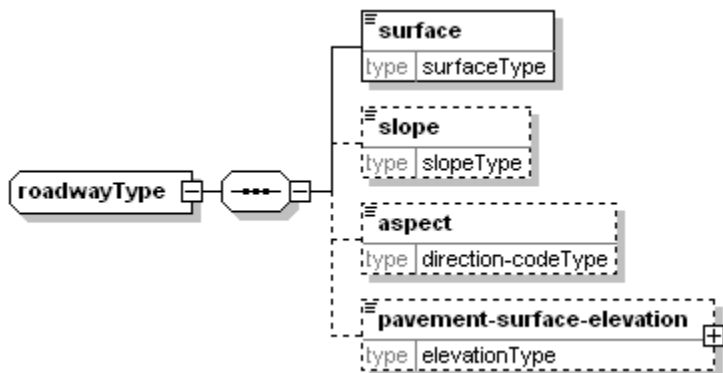 surface
type surfaceType
slope
type slopeType
roadwayType
aspect
type direction-codeType
pavement-surface-elevation
type elevationType